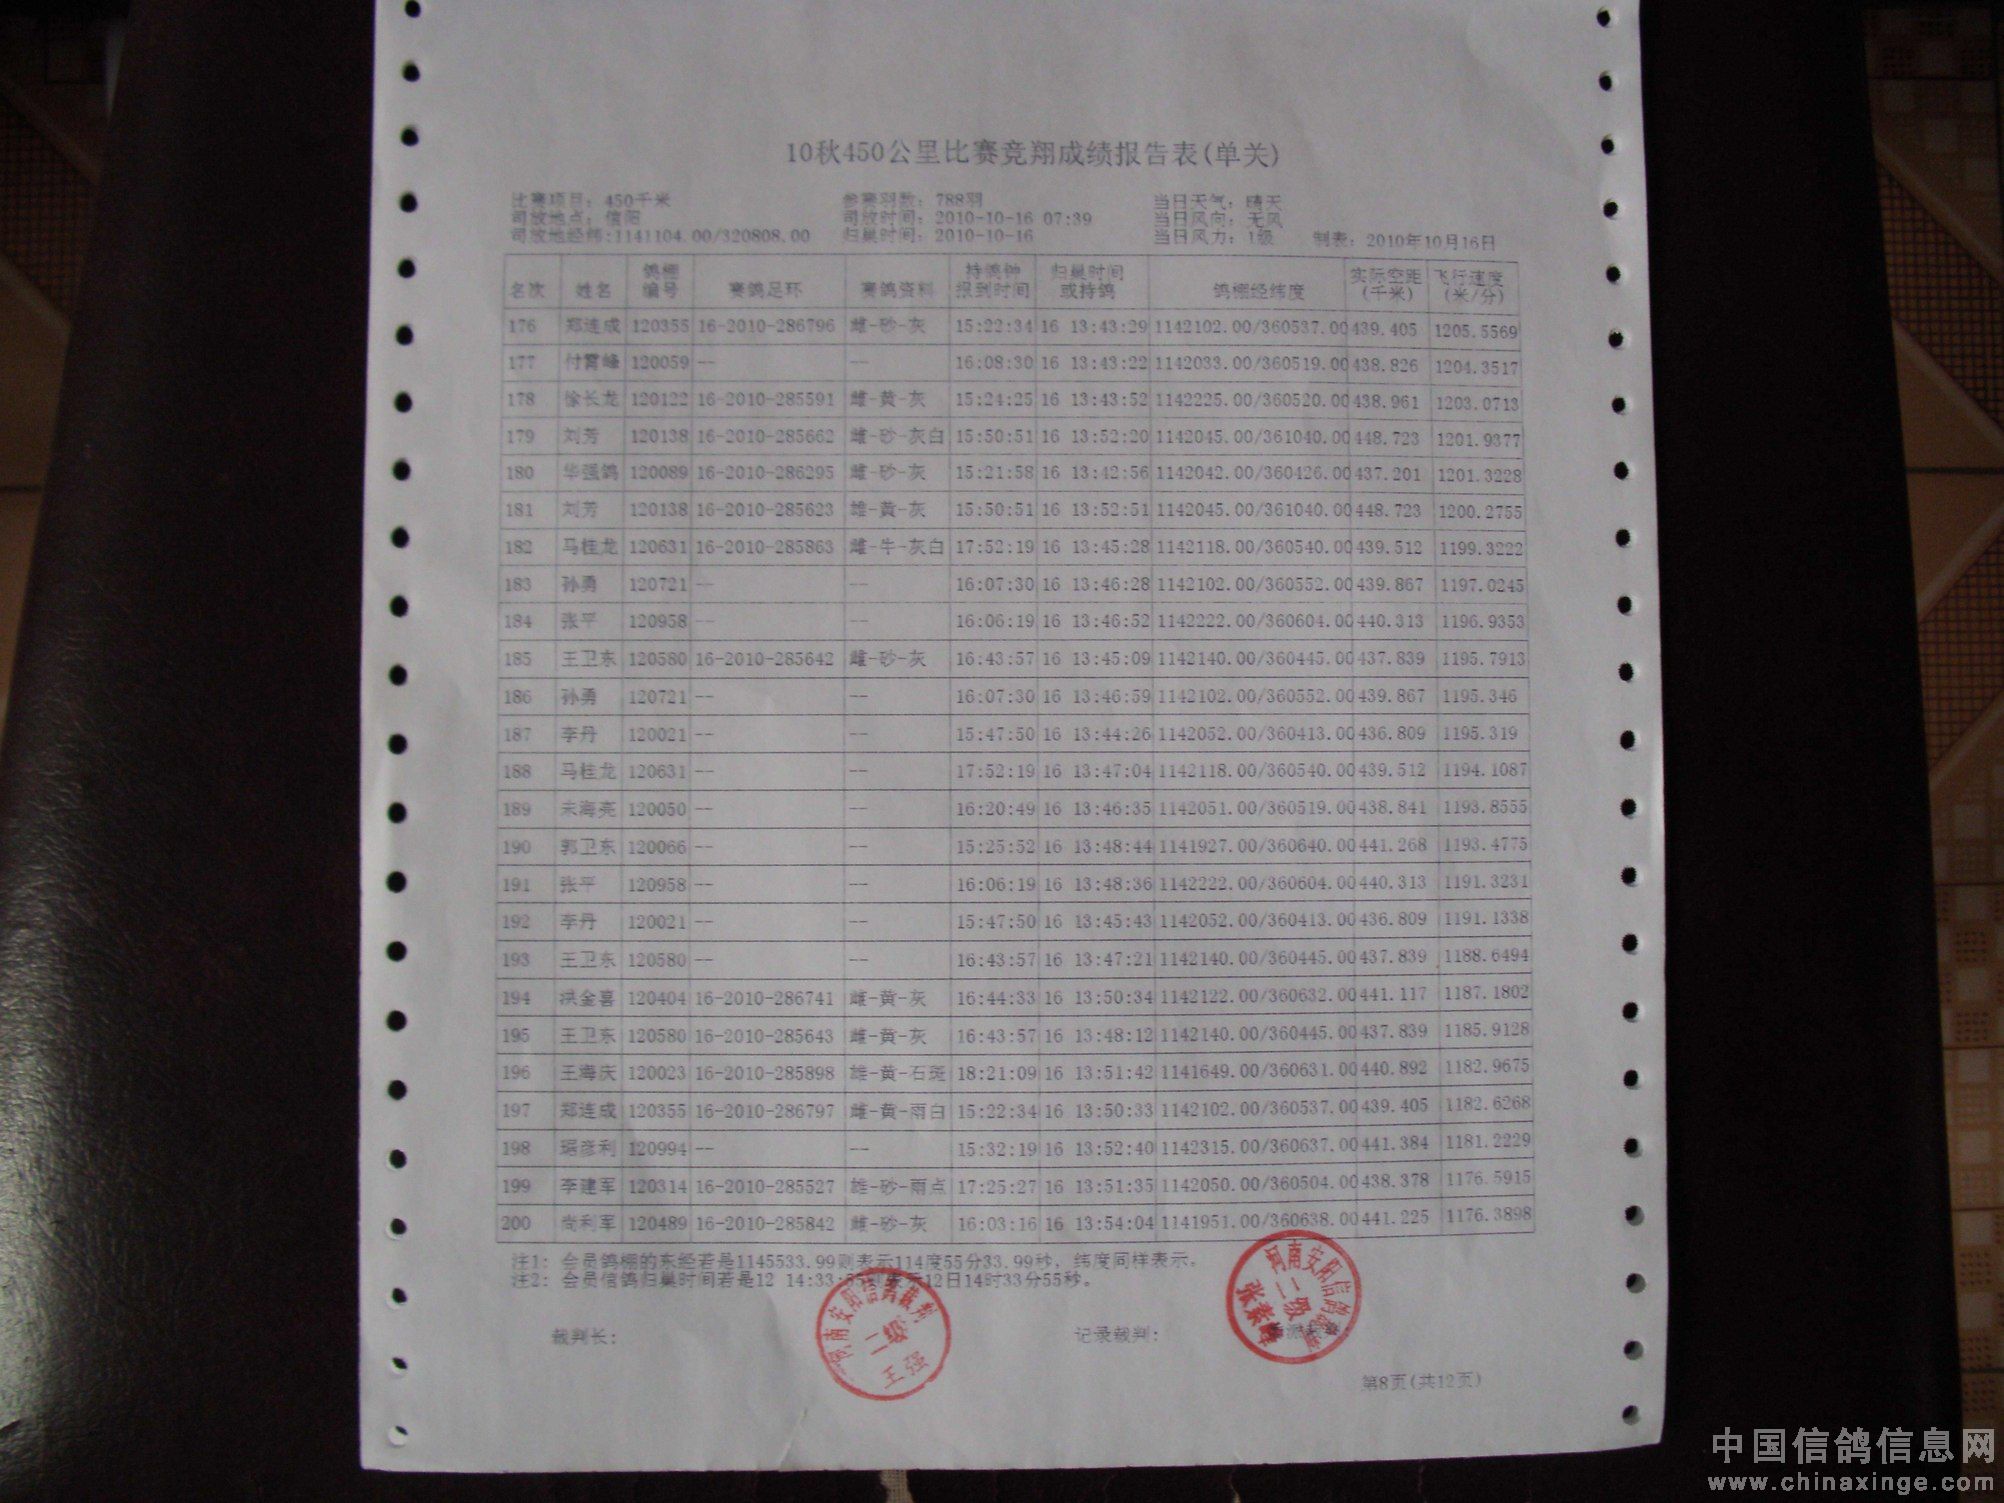 10秋450公里比赛竞翔成绩报告表(单关)
比赛项目: 450千米 参赛羽数: 788羽 当日天气: 晴天
司放地点: 信阳 司放时间: 2010-10-16 07:39 当日风向: 无风
司放地经纬:1141104.00/320808.00 归巢时间: 2010-10-16 当日风力: 1级 制表: 2010年10月16日
名次 姓名 鸽棚编号 赛鸽足环 赛鸽资料 持鸽钟报到时间 归巢时间或持鸽 鸽棚经纬度 实际空距(千米) 飞行速度(米/分)
176 郑连成 120355 16-2010-286796 雌-砂-灰 15:22:34 16 13:43:29 1142102.00/360537.00 439.405 1205.5569
177 付霄峰 120059 -- -- 16:08:30 16 13:43:22 1142033.00/360519.00 438.826 1204.3517
178 徐长龙 120122 16-2010-285591 雌-黄-灰 15:24:25 16 13:43:52 1142225.00/360520.00 438.961 1203.0713
179 刘芳 120138 16-2010-285662 雌-砂-灰白 15:50:51 16 13:52:20 1142045.00/361040.00 448.723 1201.9377
180 华强鸽 120089 16-2010-286295 雌-砂-灰 15:21:58 16 13:42:56 1142042.00/360426.00 437.201 1201.3228
181 刘芳 120138 16-2010-285623 雄-黄-灰 15:50:51 16 13:52:51 1142045.00/361040.00 448.723 1200.2755
182 马桂龙 120631 16-2010-285863 雌-牛-灰白 17:52:19 16 13:45:28 1142118.00/360540.00 439.512 1199.3222
183 孙勇 120721 -- -- 16:07:30 16 13:46:28 1142102.00/360552.00 439.867 1197.0245
184 张平 120958 -- -- 16:06:19 16 13:46:52 1142222.00/360604.00 440.313 1196.9353
185 王卫东 120580 16-2010-285642 雌-砂-灰 16:43:57 16 13:45:09 1142140.00/360445.00 437.839 1195.7913
186 孙勇 120721 -- -- 16:07:30 16 13:46:59 1142102.00/360552.00 439.867 1195.346
187 李丹 120021 -- -- 15:47:50 16 13:44:26 1142052.00/360413.00 436.809 1195.319
188 马桂龙 120631 -- -- 17:52:19 16 13:47:04 1142118.00/360540.00 439.512 1194.1087
189 海亮 120050 -- -- 16:20:49 16 13:46:35 1142051.00/360519.00 438.841 1193.8555
190 郭卫东 120066 -- -- 15:25:52 16 13:48:44 1141927.00/360640.00 441.268 1193.4775
191 张平 120958 -- -- 16:06:19 16 13:48:36 1142222.00/360604.00 440.313 1191.3231
192 李丹 120021 -- -- 15:47:50 16 13:45:43 1142052.00/360413.00 436.809 1191.1338
193 王卫东 120580 -- -- 16:43:57 16 13:47:21 1142140.00/360445.00 437.839 1188.6494
194 洪金喜 120404 16-2010-286741 雌-黄-灰 16:44:33 16 13:50:34 1142122.00/360632.00 441.117 1187.1802
195 王卫东 120580 16-2010-285643 雌-黄-灰 16:43:57 16 13:48:12 1142140.00/360445.00 437.839 1185.9128
196 王海庆 120023 16-2010-285898 雄-黄-石斑 18:21:09 16 13:51:42 1141649.00/360631.00 440.892 1182.9675
197 郑连成 120355 16-2010-286797 雌-黄-雨白 15:22:34 16 13:50:33 1142102.00/360537.00 439.405 1182.6268
198 彦利 120994 -- -- 15:32:19 16 13:52:40 1142315.00/360637.00 441.384 1181.2229
199 李建军 120314 16-2010-285527 雄-砂-雨点 17:25:27 16 13:51:35 1142050.00/360504.00 438.378 1176.5915
200 尚利军 120489 16-2010-285842 雌-砂-灰 16:03:16 16 13:54:04 1141951.00/360638.00 441.225 1176.3898
注1: 会员鸽棚的东经若是1145533.99则表示114度55分33.99秒, 纬度同样表示。
注2: 会员信鸽归巢时间若是12 14:33:55则表示12日14时33分55秒。
裁判长: 记录裁判:
河南安阳信鸽裁判
二级
王强
河南安阳信鸽裁判
二级
第8页(共12页)
中国信鸽信息网
www.chinaxinge.com